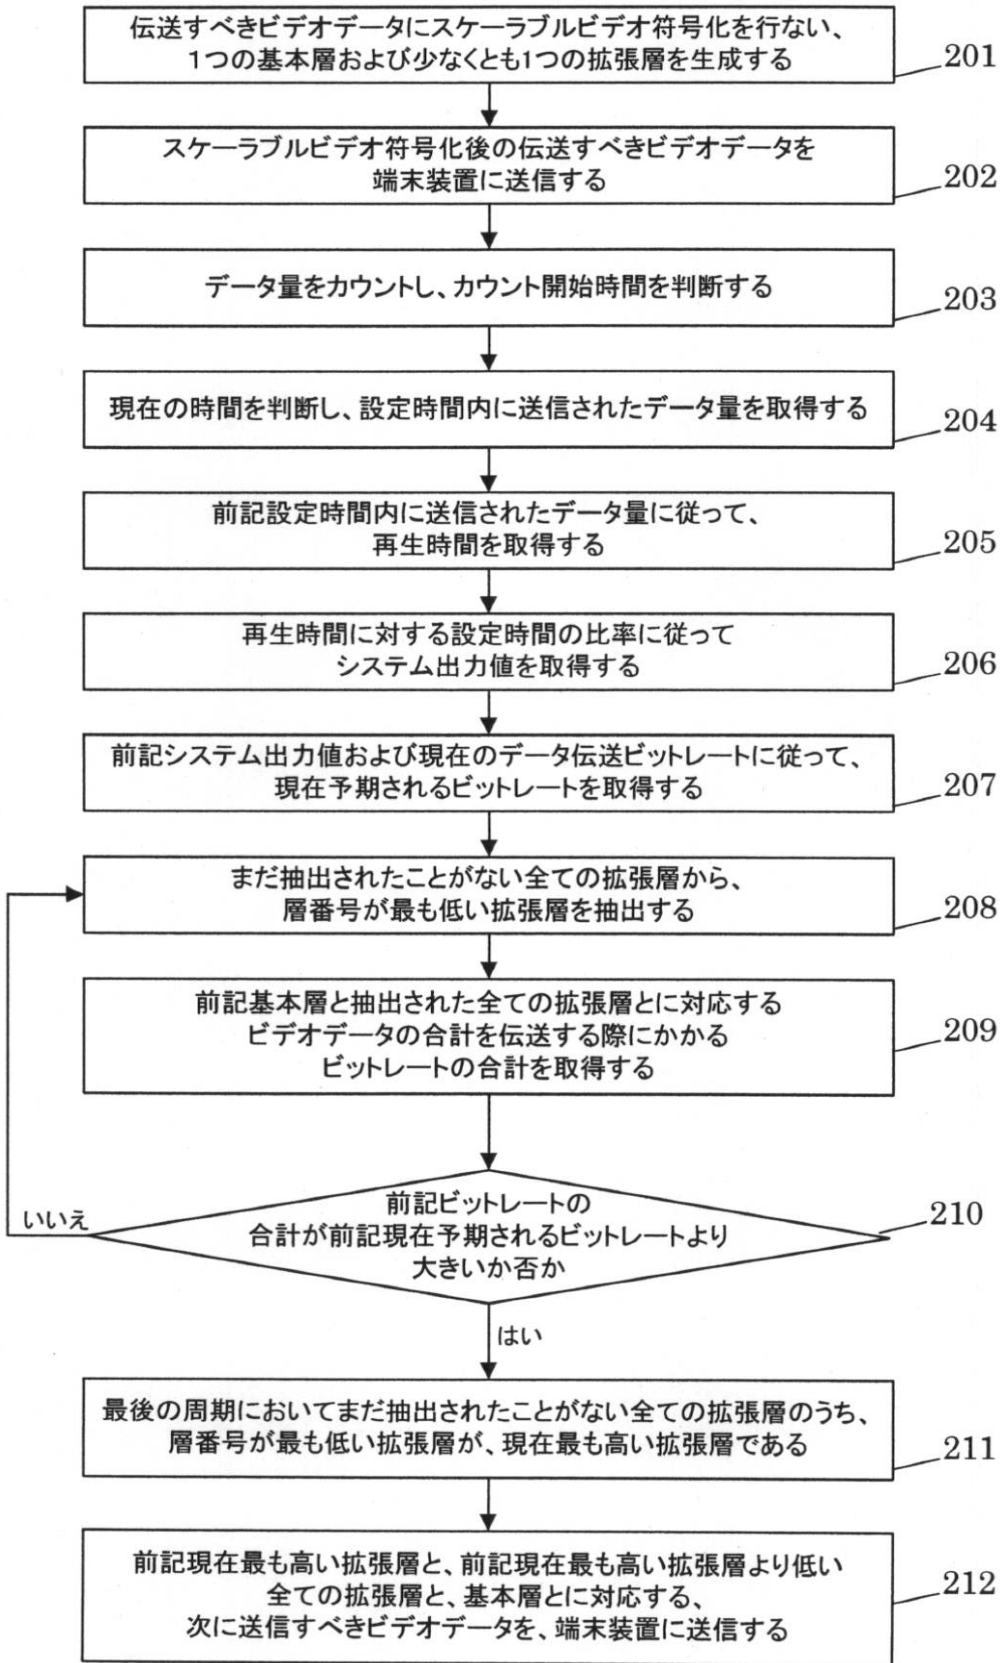 伝送すべきビデオデータにスケーラブルビデオ符号化を行ない、
1つの基本層および少なくとも1つの拡張層を生成する
201
スケーラブルビデオ符号化後の伝送すべきビデオデータを
端末装置に送信する
202
データ量をカウントし、カウント開始時間を判断する
203
現在の時間を判断し、設定時間内に送信されたデータ量を取得する
204
前記設定時間内に送信されたデータ量に従って、
再生時間を取得する
205
再生時間に対する設定時間の比率に従って
システム出力値を取得する
206
前記システム出力値および現在のデータ伝送ビットレートに従って、
現在予期されるビットレートを取得する
207
まだ抽出されたことがない全ての拡張層から、
層番号が最も低い拡張層を抽出する
208
前記基本層と抽出された全ての拡張層とに対応する
ビデオデータの合計を伝送する際にかかる
ビットレートの合計を取得する
209
前記ビットレートの
合計が前記現在予期されるビットレートより
大きいか否か
210
いいえ
はい
最後の周期においてまだ抽出されたことがない全ての拡張層のうち、
層番号が最も低い拡張層が、現在最も高い拡張層である
211
前記現在最も高い拡張層と、前記現在最も高い拡張層より低い
全ての拡張層と、基本層とに対応する、
次に送信すべきビデオデータを、端末装置に送信する
212